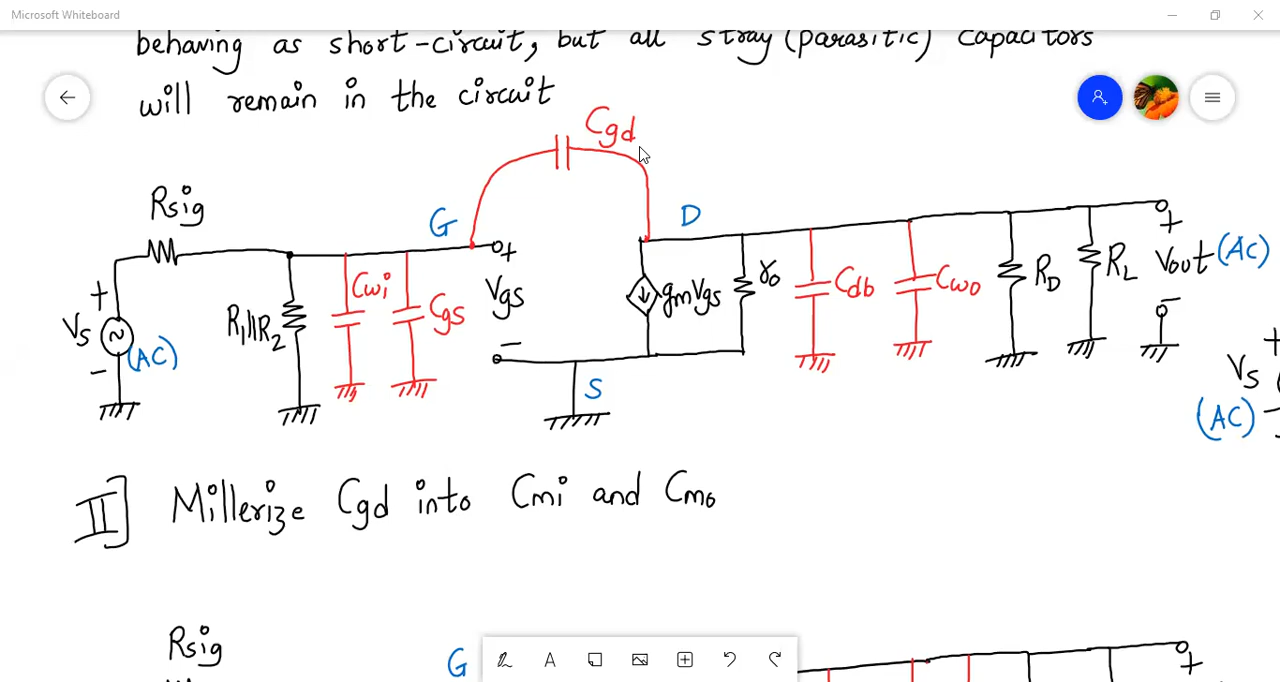 Microsoft Whiteboard
behaving as short-circuit, but all stray (parasitic) capacitors
will remain in the circuit
Cgd
Rsig
G
D
+
+
+
Cwi
Vgs
ro
RL
Vout (AC)
Cdb
Cwo
RD
Vs
(AC)
R1||R2
Cgs
gmVgs
-
-
-
S
+
Vs
(AC)
-
II] Millerize Cgd into Cmi and Cmo
Rsig
G
A
+